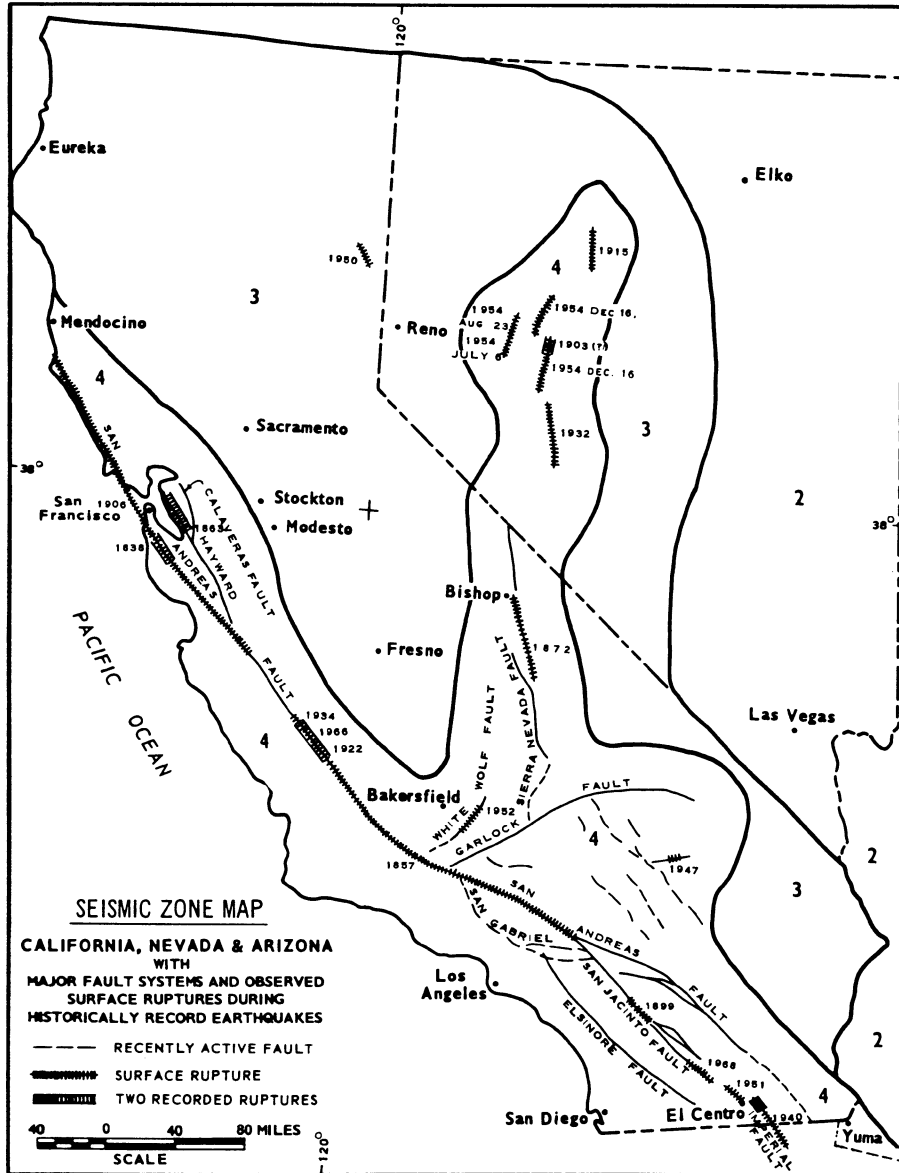 120°
Eureka
Elko
1950
1915
4
3
1954 DEC 16,
1954
AUG 23
Mendocino
Reno
1954
JULY 6
1903 (?)
1954 DEC. 16
4
Sacramento
1932
3
38°
SAN
2
San
Francisco
1906
Stockton
Modesto
CALAVERAS FAULT
HAYWARD
38°
1838
ANDREAS
Bishop
PACIFIC OCEAN
Fresno
1872
FAULT
4
1934
1966
1922
Las Vegas
WHITE WOLF FAULT
SIERRA NEVADA FAULT
Bakersfield
1952
GARLOCK FAULT
4
1857
1947
2
3
SAN ANDREAS FAULT
SAN GABRIEL
Los
Angeles
SAN JACINTO FAULT
1899
ELSINORE FAULT
2
1968
1951
4
San Diego
El Centro
1940
IMPERIAL FAULT
Yuma
SEISMIC ZONE MAP
CALIFORNIA, NEVADA & ARIZONA
WITH
MAJOR FAULT SYSTEMS AND OBSERVED
SURFACE RUPTURES DURING
HISTORICALLY RECORD EARTHQUAKES
RECENTLY ACTIVE FAULT
SURFACE RUPTURE
TWO RECORDED RUPTURES
40 0 40 80 MILES
SCALE
120°